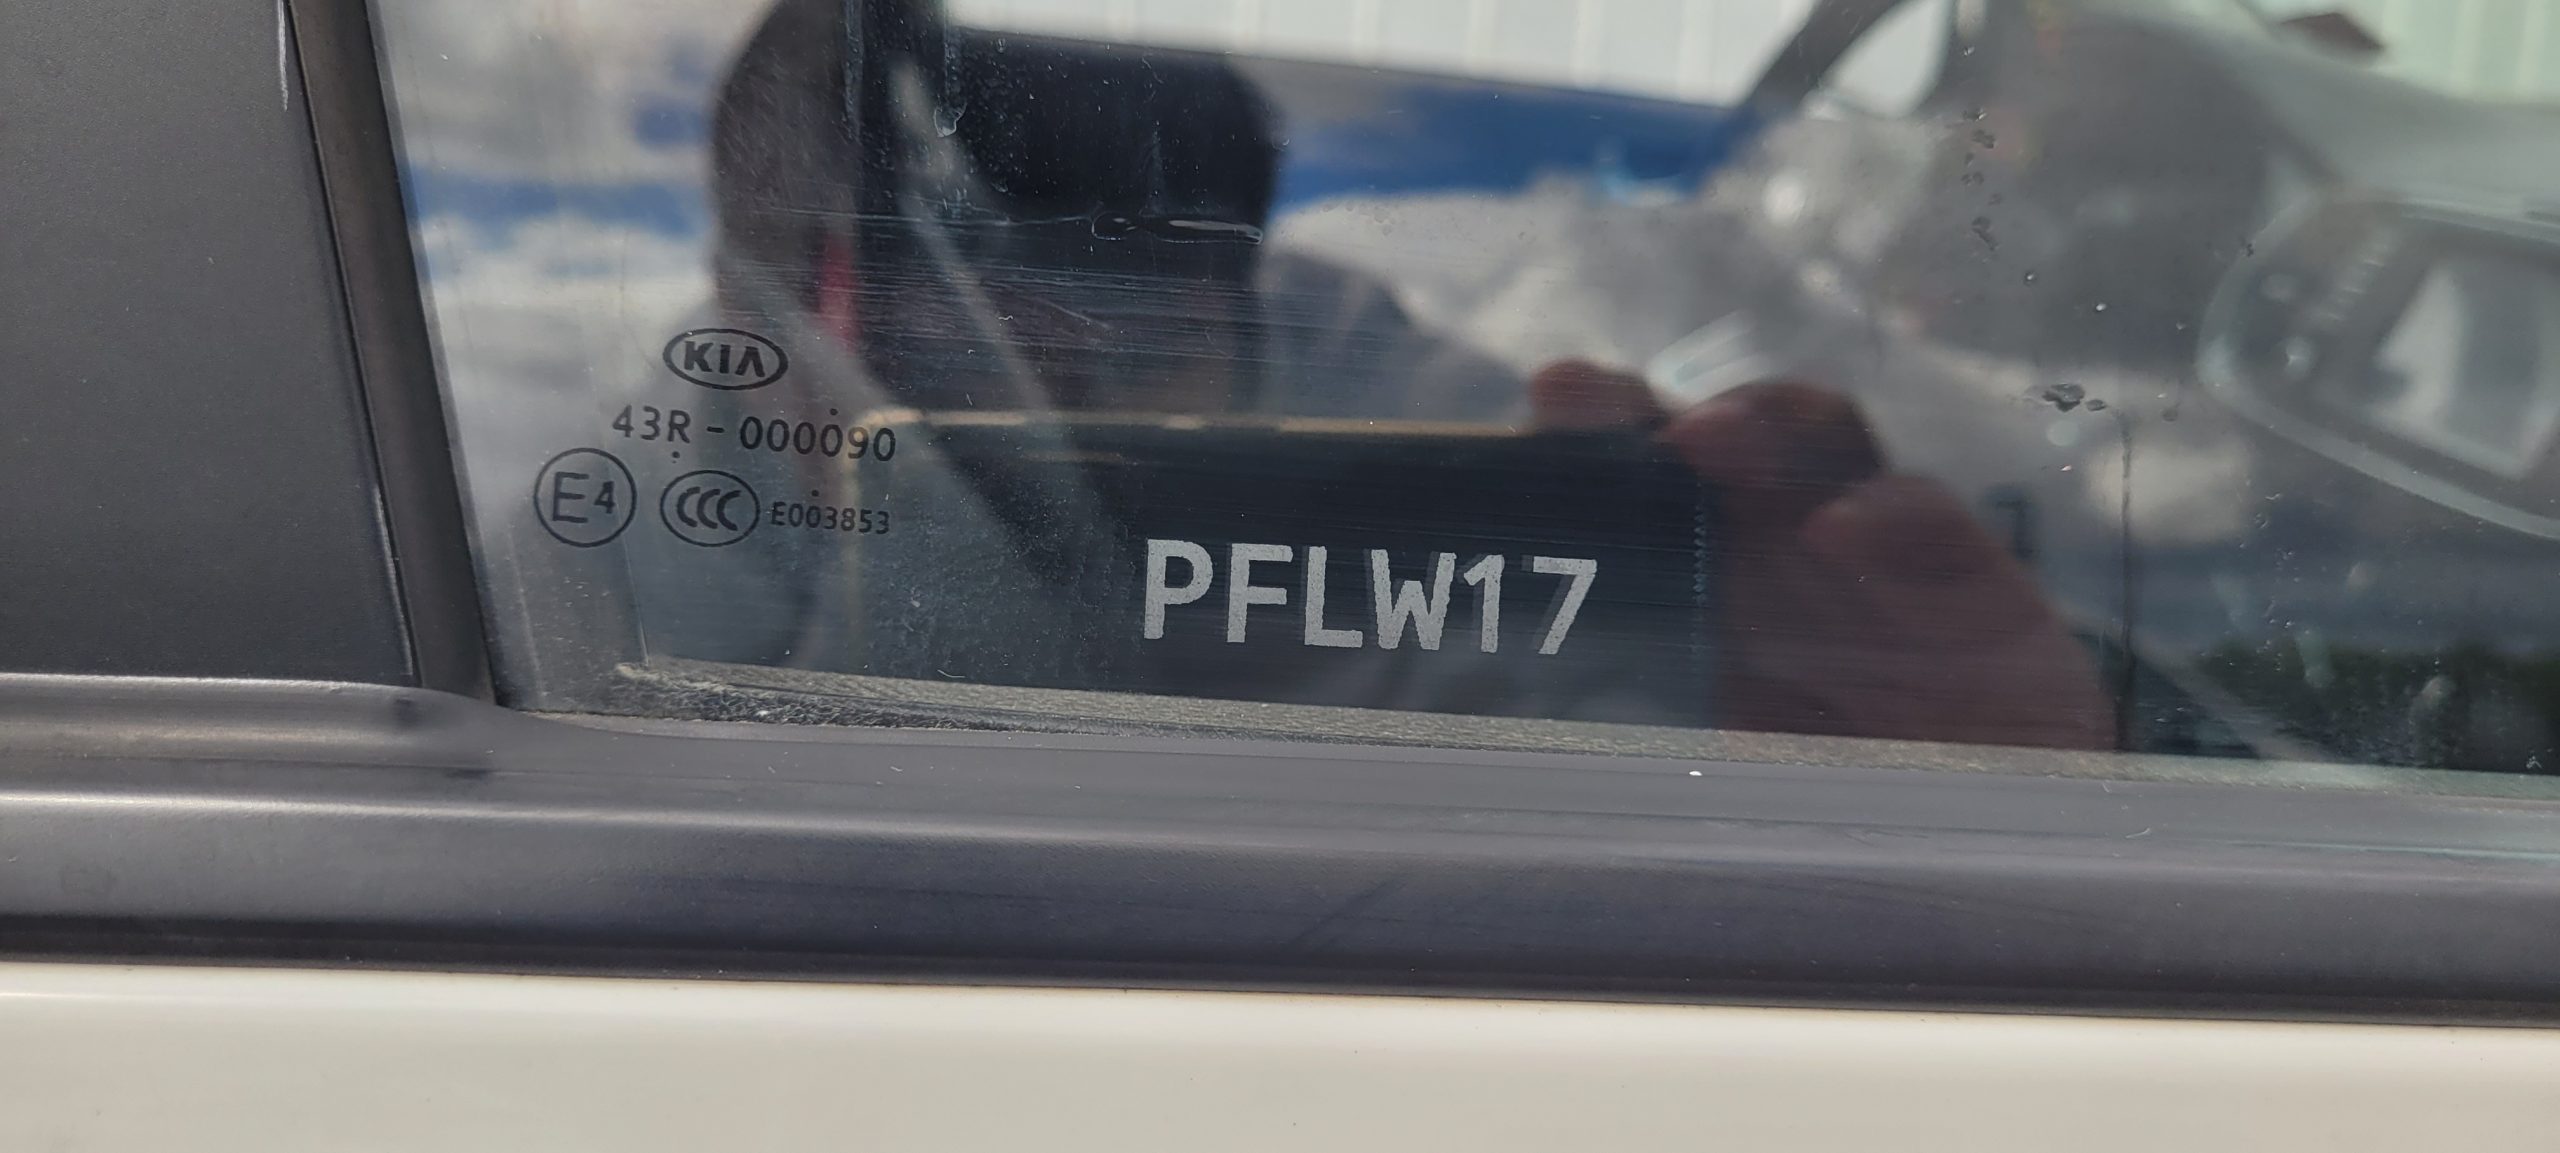 KIA
43R - 000090
E4 CCC E003853
PFLW17